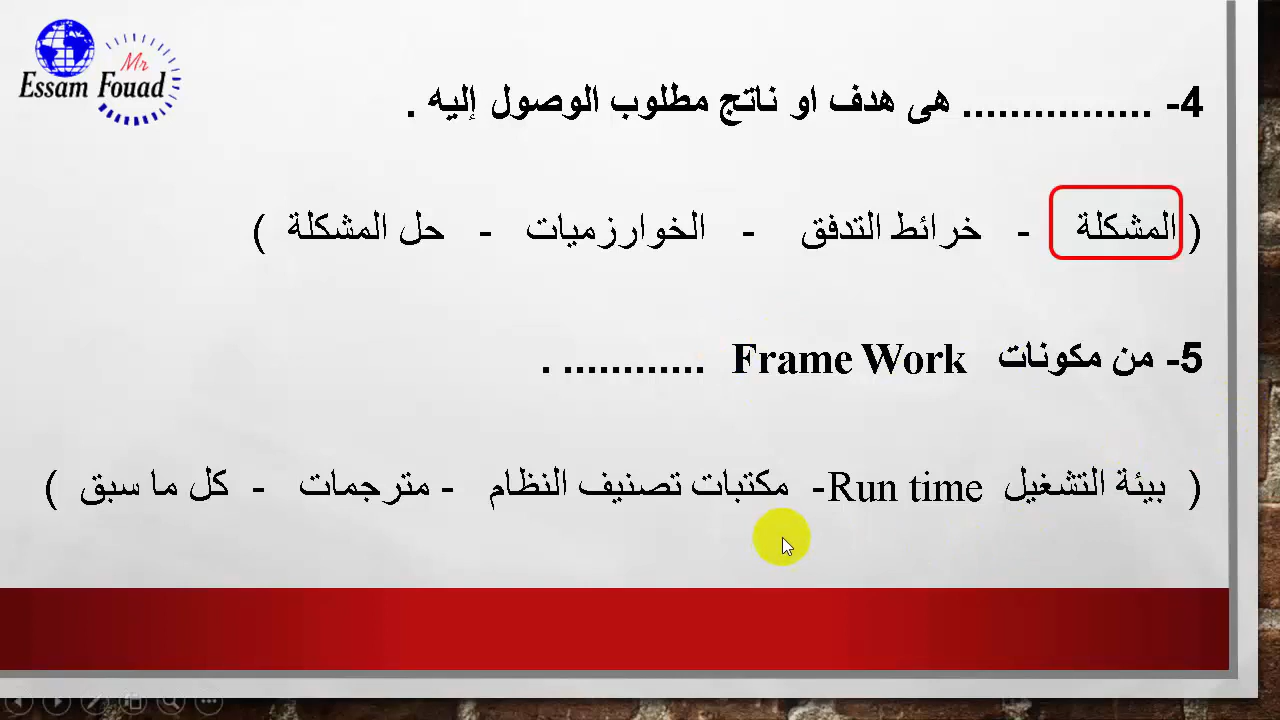 Mr
Essam Fouad
4- ................ هى هدف او ناتج مطلوب الوصول إليه .
( المشكلة - خرائط التدفق - الخوارزميات - حل المشكلة )
5- من مكونات Frame Work ............ .
( بيئة التشغيل Run time - مكتبات تصنيف النظام - مترجمات - كل ما سبق )